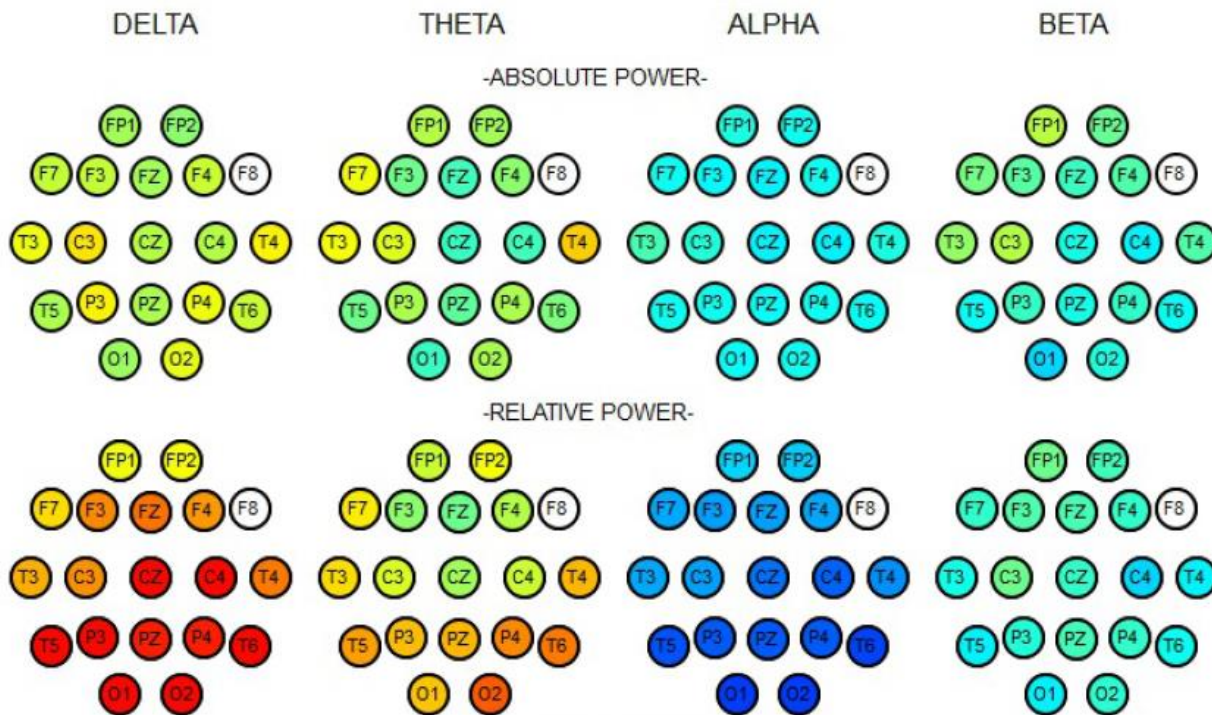 DELTA THETA ALPHA BETA
-ABSOLUTE POWER-
FP1 FP2 FP1 FP2 FP1 FP2 FP1 FP2
F7 F3 FZ F4 F8 F7 F3 FZ F4 F8 F7 F3 FZ F4 F8 F7 F3 FZ F4 F8
T3 C3 CZ C4 T4 T3 C3 CZ C4 T4 T3 C3 CZ C4 T4 T3 C3 CZ C4 T4
T5 P3 PZ P4 T6 T5 P3 PZ P4 T6 T5 P3 PZ P4 T6 T5 P3 PZ P4 T6
O1 O2 O1 O2 O1 O2 O1 O2
-RELATIVE POWER-
FP1 FP2 FP1 FP2 FP1 FP2 FP1 FP2
F7 F3 FZ F4 F8 F7 F3 FZ F4 F8 F7 F3 FZ F4 F8 F7 F3 FZ F4 F8
T3 C3 CZ C4 T4 T3 C3 CZ C4 T4 T3 C3 CZ C4 T4 T3 C3 CZ C4 T4
T5 P3 PZ P4 T6 T5 P3 PZ P4 T6 T5 P3 PZ P4 T6 T5 P3 PZ P4 T6
O1 O2 O1 O2 O1 O2 O1 O2